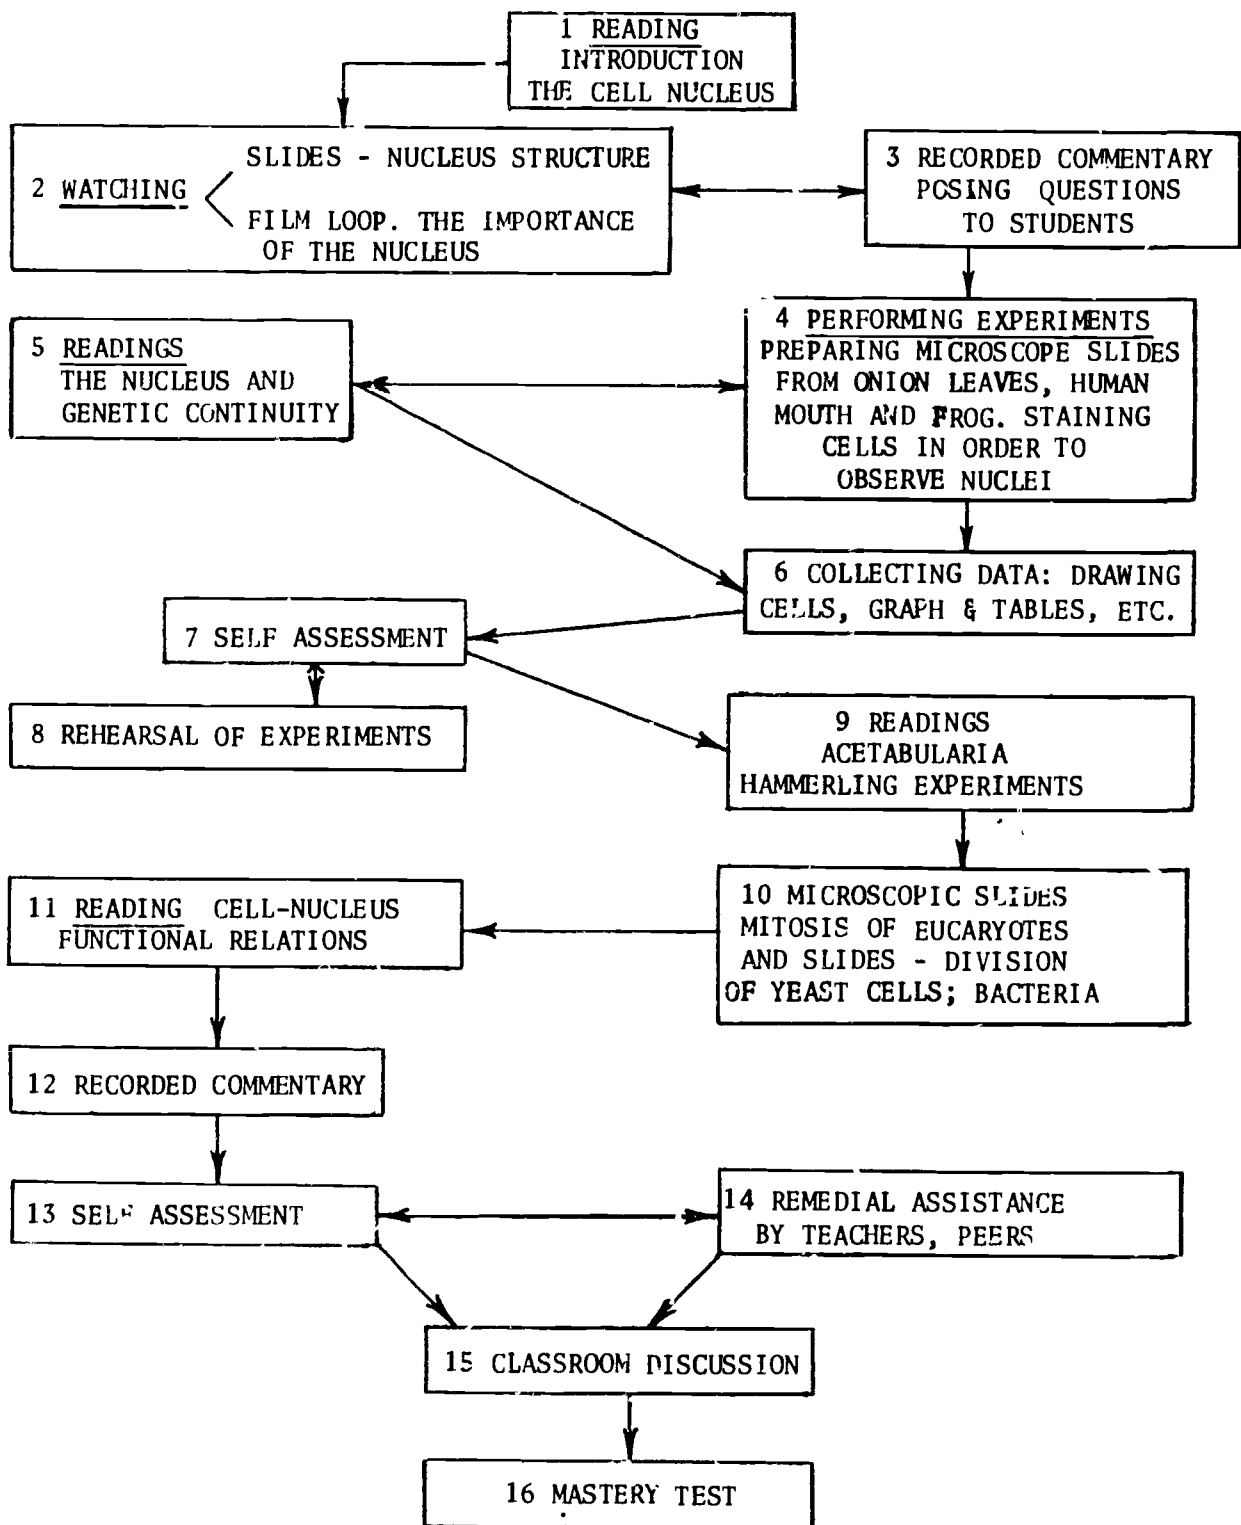 1 READING
INTRODUCTION
THE CELL NUCLEUS
SLIDES - NUCLEUS STRUCTURE
2 WATCHING
FILM LOOP. THE IMPORTANCE
OF THE NUCLEUS
3 RECORDED COMMENTARY
POSING QUESTIONS
TO STUDENTS
4 PERFORMING EXPERIMENTS
PREPARING MICROSCOPE SLIDES
FROM ONION LEAVES, HUMAN
MOUTH AND FROG. STAINING
CELLS IN ORDER TO
OBSERVE NUCLEI
5 READINGS
THE NUCLEUS AND
GENETIC CONTINUITY
6 COLLECTING DATA: DRAWING
CELLS, GRAPH & TABLES, ETC.
7 SELF ASSESSMENT
8 REHEARSAL OF EXPERIMENTS
9 READINGS
ACETABULARIA
HAMMERLING EXPERIMENTS
10 MICROSCOPIC SLIDES
MITOSIS OF EUCARYOTES
AND SLIDES - DIVISION
OF YEAST CELLS; BACTERIA
11 READING CELL-NUCLEUS
FUNCTIONAL RELATIONS
12 RECORDED COMMENTARY
13 SELF ASSESSMENT
14 REMEDIAL ASSISTANCE
BY TEACHERS, PEERS
15 CLASSROOM DISCUSSION
16 MASTERY TEST